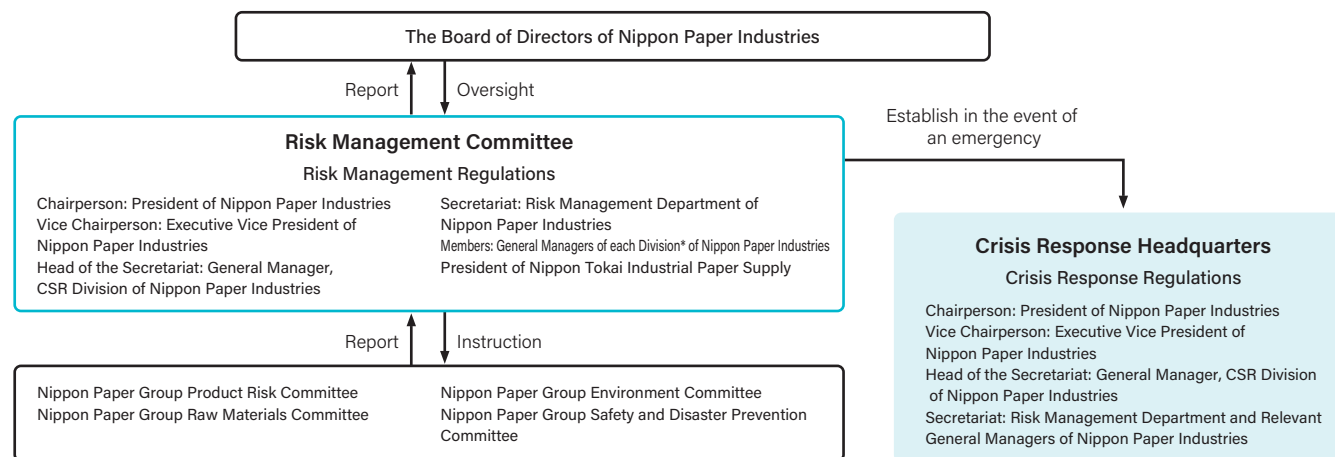 The Board of Directors of Nippon Paper Industries
Report
Oversight
Establish in the event of
an emergency
Risk Management Committee
Risk Management Regulations
Chairperson: President of Nippon Paper Industries
Vice Chairperson: Executive Vice President of
Nippon Paper Industries
Head of the Secretariat: General Manager,
CSR Division of Nippon Paper Industries
Secretariat: Risk Management Department of
Nippon Paper Industries
Members: General Managers of each Division* of Nippon Paper Industries
President of Nippon Tokai Industrial Paper Supply
Report
Instruction
Nippon Paper Group Product Risk Committee
Nippon Paper Group Raw Materials Committee
Nippon Paper Group Environment Committee
Nippon Paper Group Safety and Disaster Prevention
Committee
Crisis Response Headquarters
Crisis Response Regulations
Chairperson: President of Nippon Paper Industries
Vice Chairperson: Executive Vice President of
Nippon Paper Industries
Head of the Secretariat: General Manager, CSR Division
of Nippon Paper Industries
Secretariat: Risk Management Department and Relevant
General Managers of Nippon Paper Industries